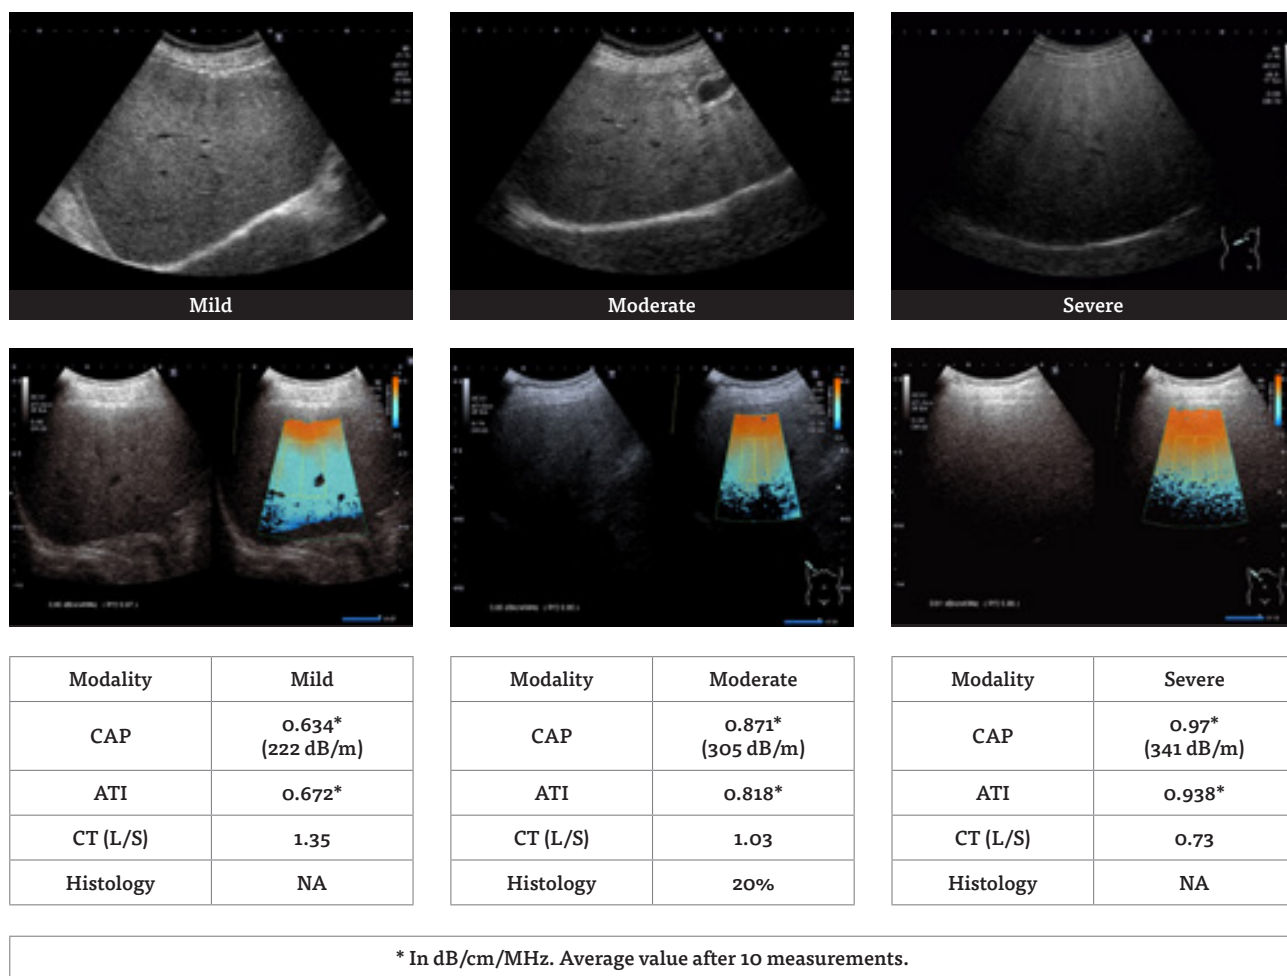 Mild
Moderate
Severe
Modality Mild
CAP 0.634*
(222 dB/m)
ATI 0.672*
CT (L/S) 1.35
Histology NA
Modality Moderate
CAP 0.871*
(305 dB/m)
ATI 0.818*
CT (L/S) 1.03
Histology 20%
Modality Severe
CAP 0.97*
(341 dB/m)
ATI 0.938*
CT (L/S) 0.73
Histology NA
* In dB/cm/MHz. Average value after 10 measurements.